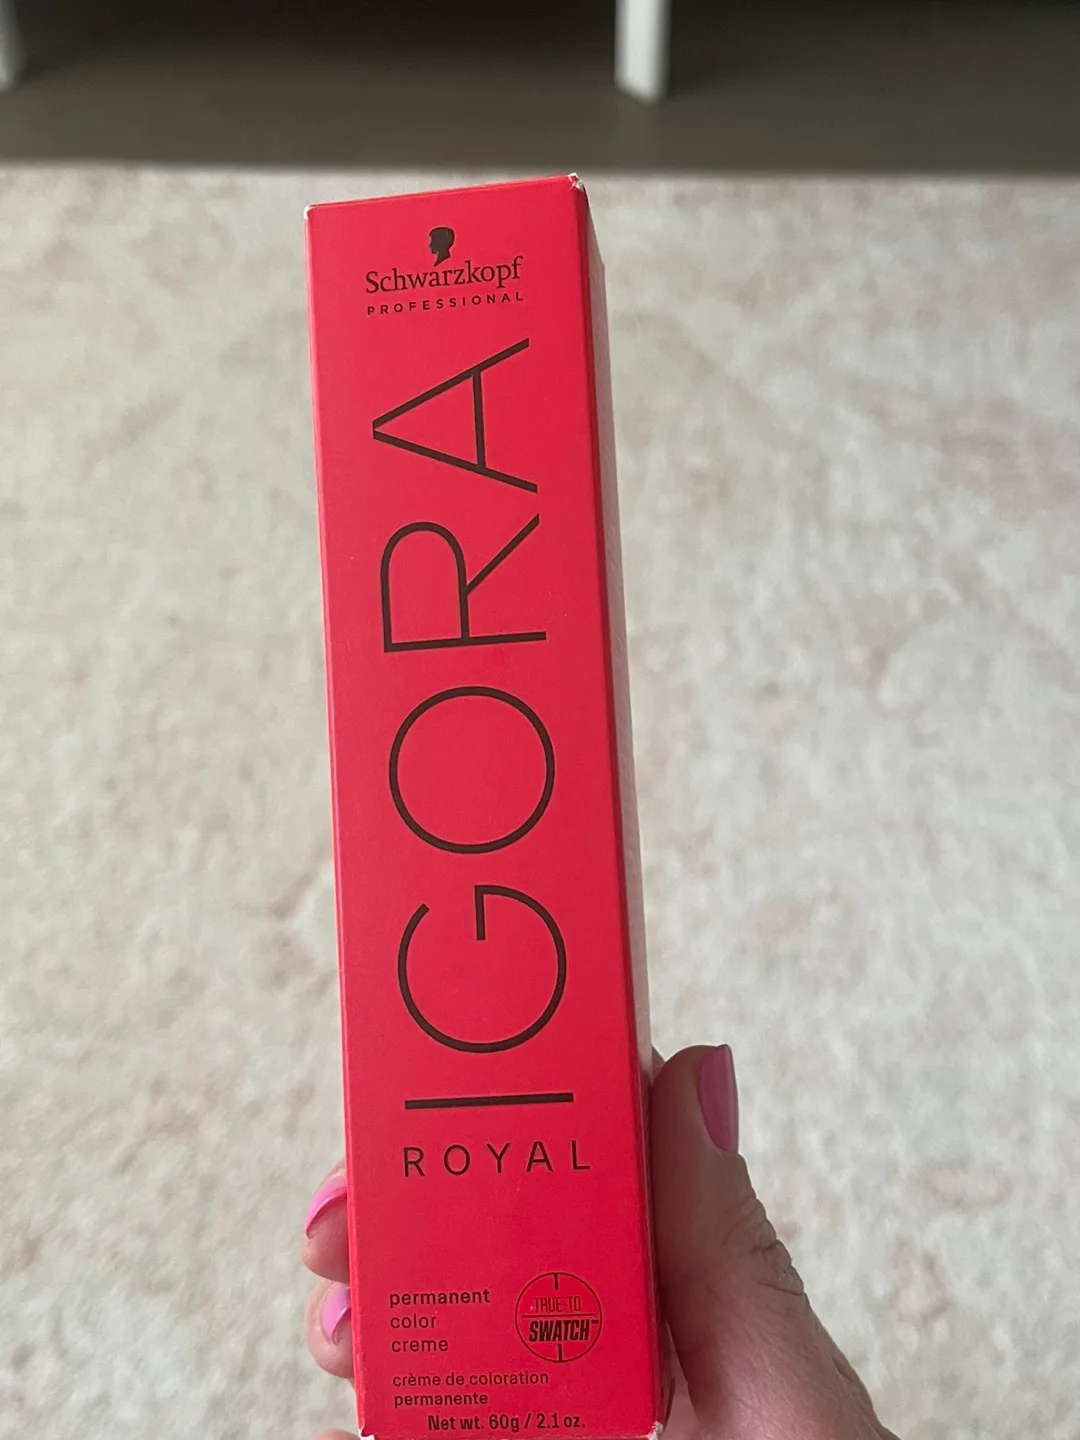 Schwarzkopf
PROFESSIONAL
IGORA
ROYAL
permanent
color
creme
TRUE-TO
SWATCH™
crème de coloration
permanente
Net wt. 60g / 2.1 oz.